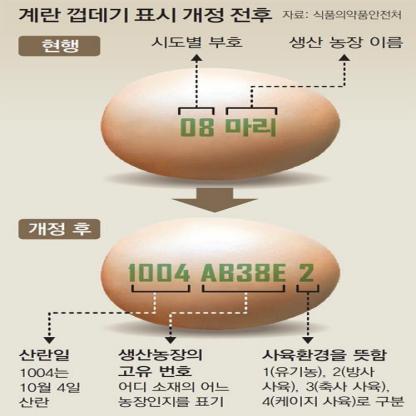 계란 껍데기 표시 개정 전후 자료: 식품의약품안전처
현행
시도별 부호 생산 농장 이름
08 마리
개정 후
1004 AB38E 2
산란일
1004는
10월 4일
산란
생산농장의
고유 번호
어디 소재의 어느
농장인지를 표기
사육환경을 뜻함
1(유기농), 2(방사
사육), 3(축사 사육),
4(케이지 사육)로 구분